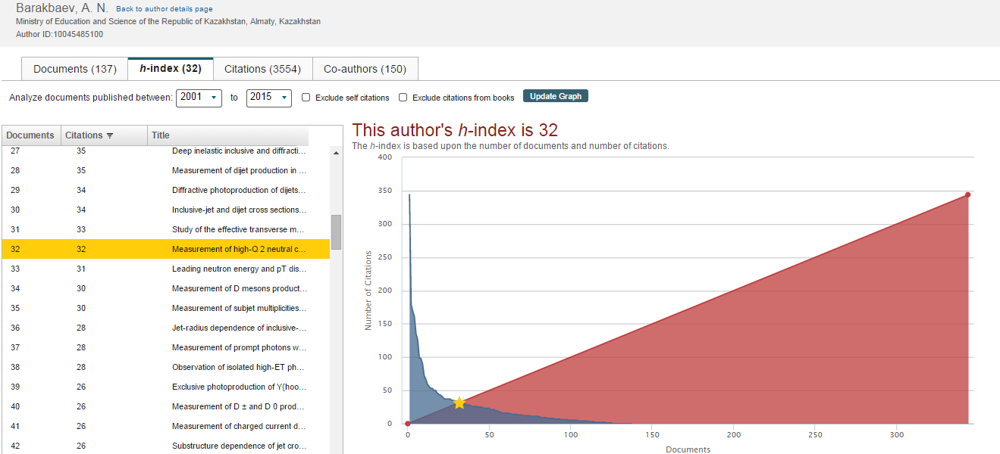 Barakbaev, A. N. Back to author details page
Ministry of Education and Science of the Republic of Kazakhstan, Almaty, Kazakhstan
Author ID:10045485100
Documents (137) h-index (32) Citations (3554) Co-authors (150)
Analyze documents published between: 2001 to 2015 Exclude self citations Exclude citations from books Update Graph
Documents Citations Title
27 35 Deep inelastic inclusive and diffracti...
28 35 Measurement of dijet production in ...
29 34 Diffractive photoproduction of dijets...
30 34 Inclusive-jet and dijet cross sections...
31 33 Study of the effective transverse m...
32 32 Measurement of high-Q 2 neutral c...
33 31 Leading neutron energy and pT dis...
34 30 Measurement of D mesons product...
35 30 Measurement of subjet multiplicities...
36 28 Jet-radius dependence of inclusive-...
37 28 Measurement of prompt photons w...
38 28 Observation of isolated high-ET ph...
39 26 Exclusive photoproduction of Y{hoo...
40 26 Measurement of D ± and D 0 prod...
41 26 Measurement of charged current d...
42 26 Substructure dependence of jet cro...
This author's h-index is 32
The h-index is based upon the number of documents and number of citations.
400
350
300
250
200
150
100
50
0
Number of Citations
0 50 100 150 200 250 300
Documents